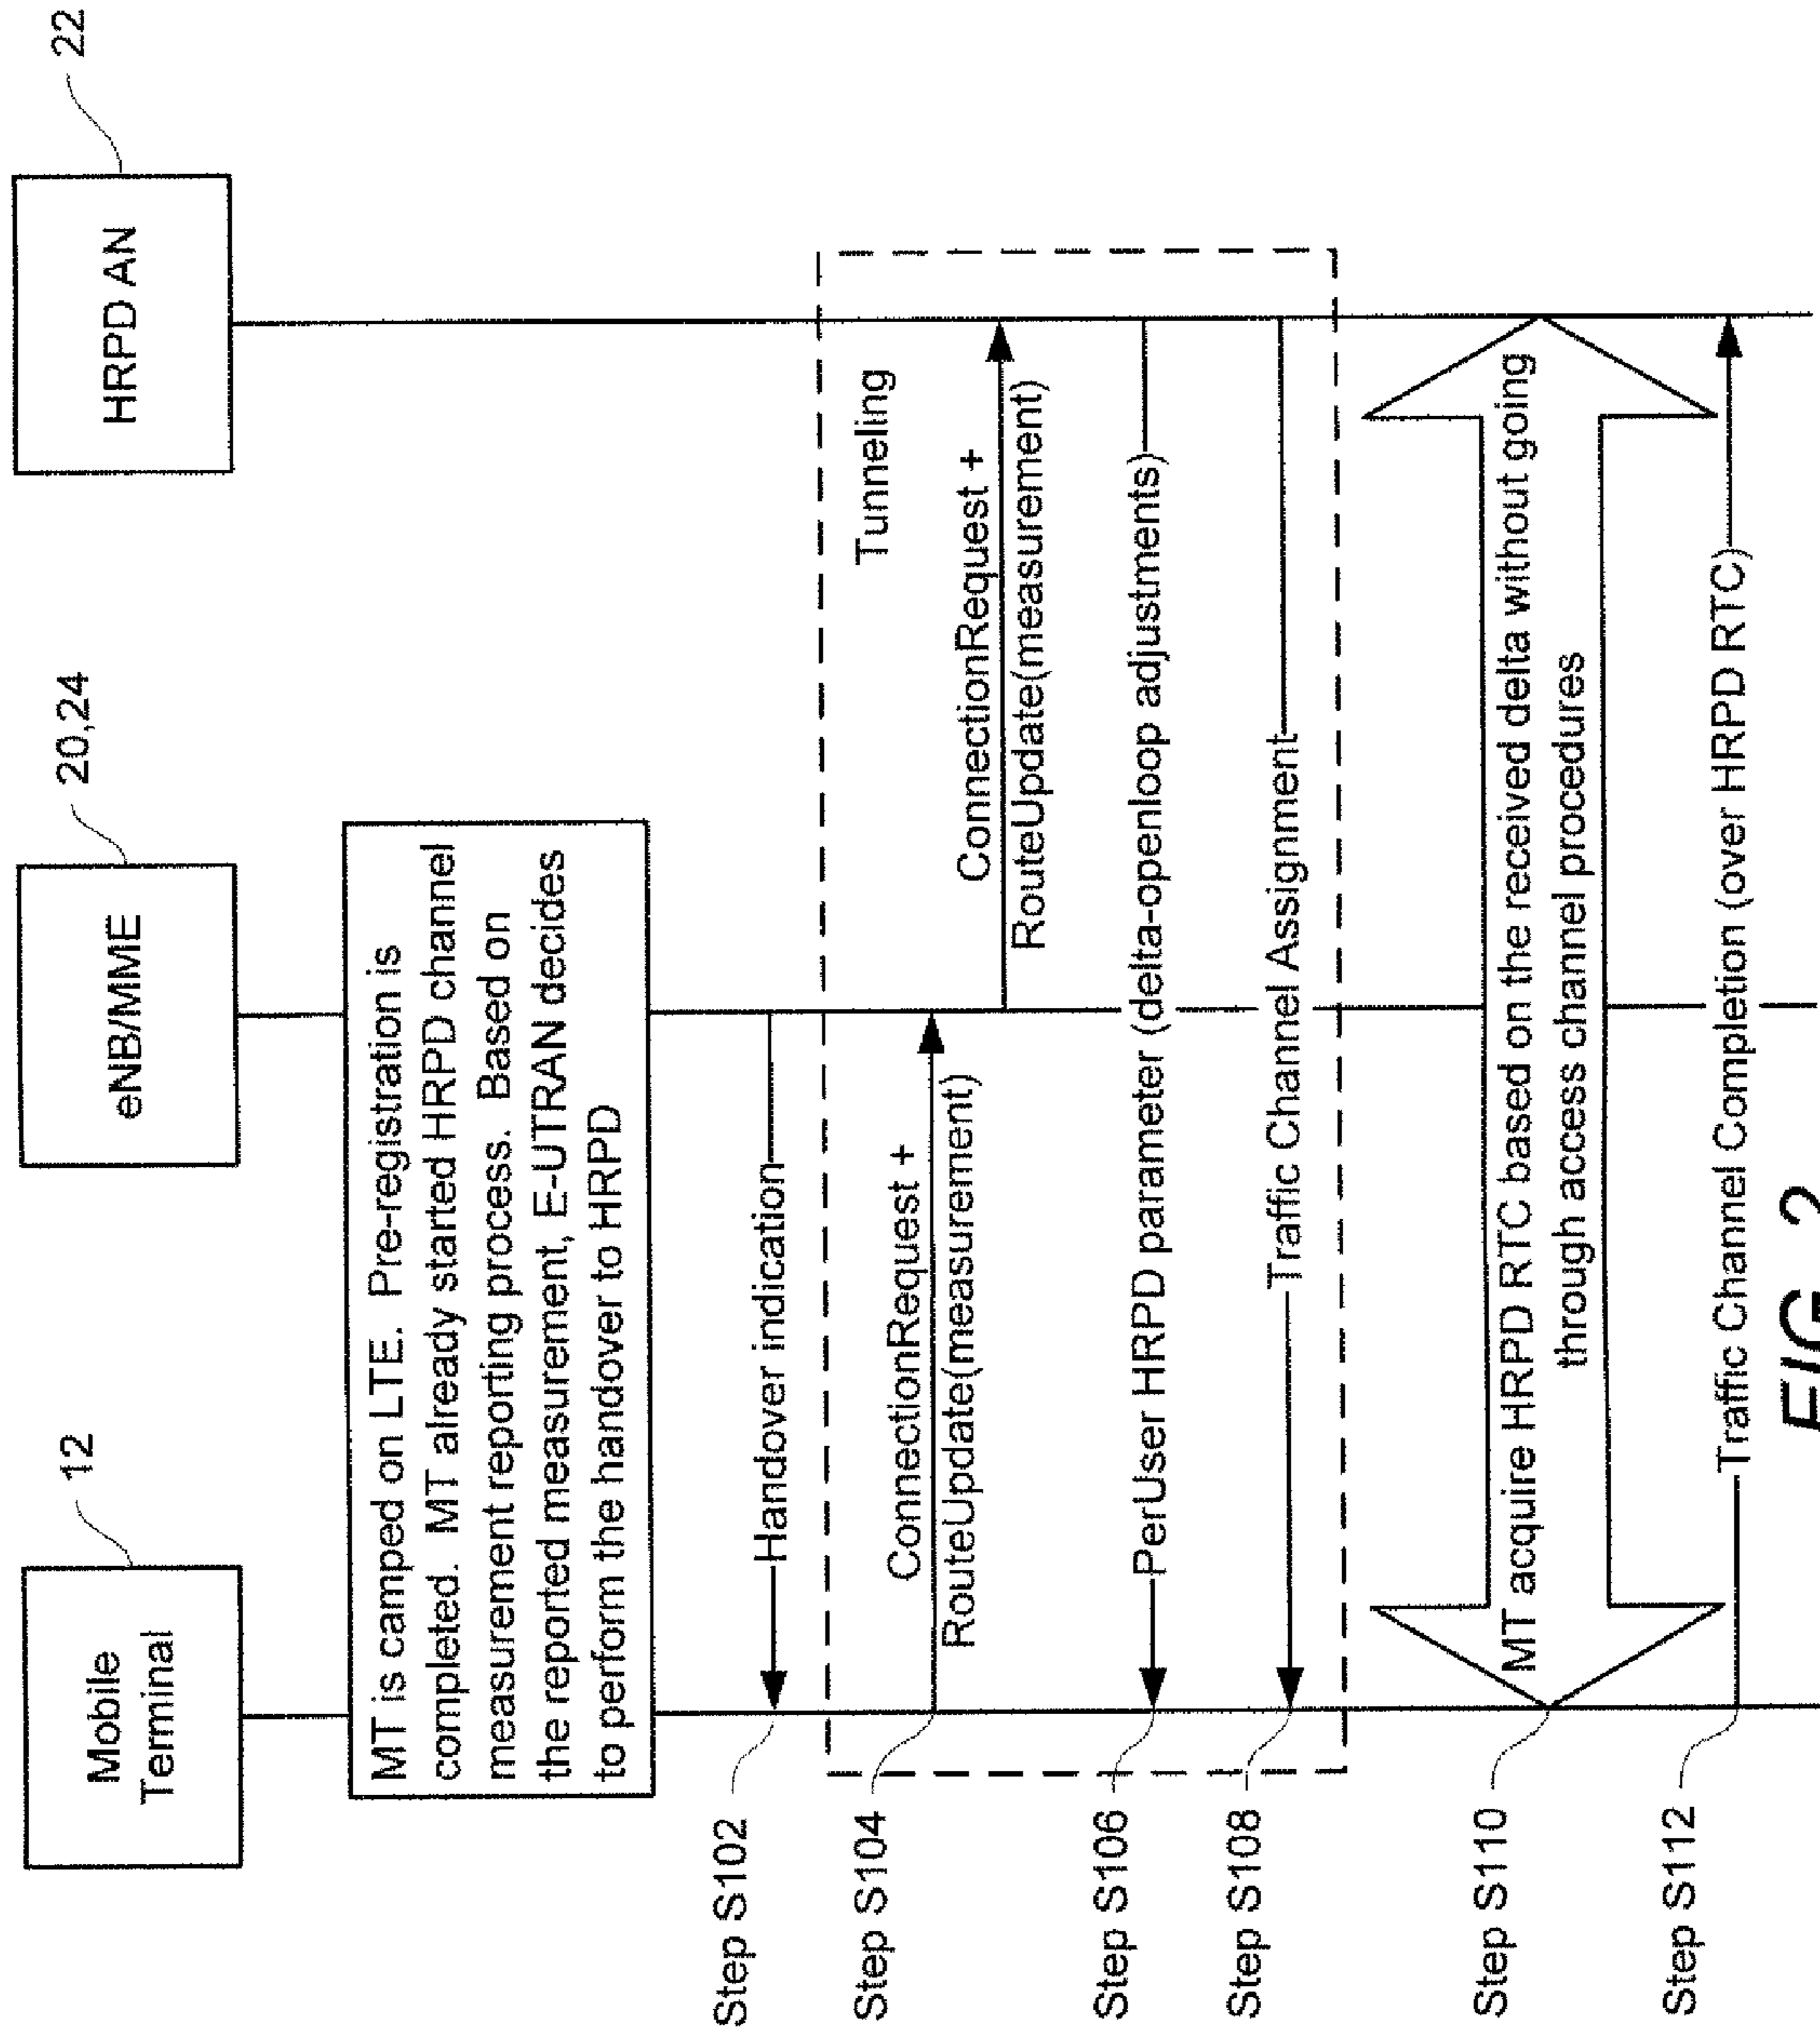 12
20,24
22
Mobile
Terminal
eNB/MME
HRPD AN
MT is camped on LTE. Pre-registration is
completed. MT already started HRPD channel
measurement reporting process. Based on
the reported measurement, E-UTRAN decides
to perform the handover to HRPD
Step S102
Handover indication
Tunneling
Step S104
ConnectionRequest +
RouteUpdate(measurement)
ConnectionRequest +
RouteUpdate(measurement)
Step S106
PerUser HRPD parameter (delta-openloop adjustments)
Step S108
Traffic Channel Assignment
Step S110
MT acquire HRPD RTC based on the received delta without going
through access channel procedures
Step S112
Traffic Channel Completion (over HRPD RTC)
FIG. 2